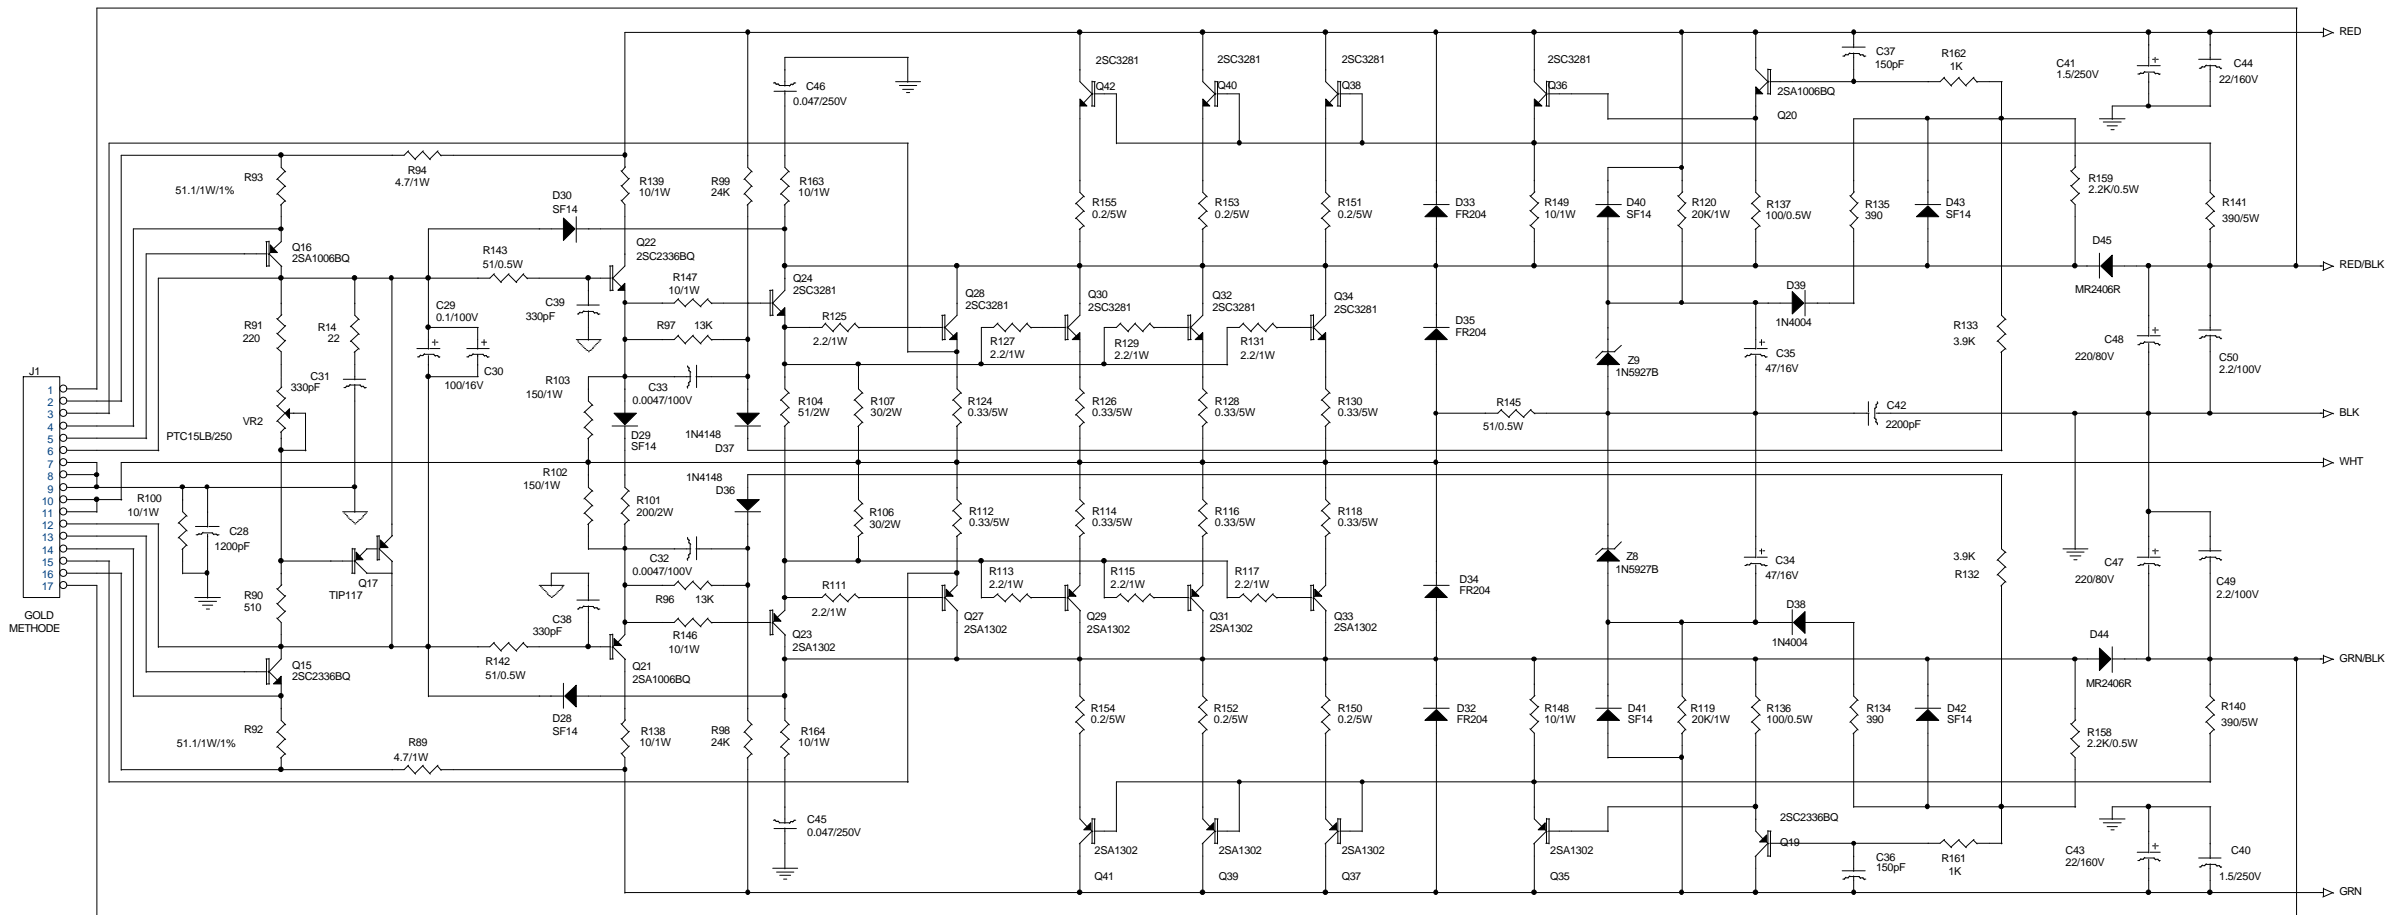 RED
2SC3281
2SC3281
2SC3281
2SC3281
C37
150pF
R162
1K
C41
1.5/250V
C44
22/160V
C46
0.047/250V
Q42
Q40
Q38
Q36
2SA1006BQ
Q20
R94
4.7/1W
R93
51.1/1W/1%
R139
10/1W
R99
24K
R163
10/1W
R159
2.2K/0.5W
D30
SF14
R155
0.2/5W
R153
0.2/5W
R151
0.2/5W
D33
FR204
R149
10/1W
D40
SF14
R120
20K/1W
R137
100/0.5W
R135
390
D43
SF14
R141
390/5W
Q16
2SA1006BQ
R143
51/0.5W
Q22
2SC2336BQ
D45
MR2406R
RED/BLK
R147
10/1W
Q24
2SC3281
Q28
2SC3281
Q30
2SC3281
Q32
2SC3281
Q34
2SC3281
D39
1N4004
C29
0.1/100V
C39
330pF
R91
220
R14
22
R97
13K
R125
2.2/1W
R127
2.2/1W
R129
2.2/1W
R131
2.2/1W
D35
FR204
R133
3.9K
C48
220/80V
C50
2.2/100V
Z9
1N5927B
C35
47/16V
J1
C31
330pF
C30
100/16V
R103
150/1W
C33
0.0047/100V
1
2
3
4
5
6
7
8
9
10
11
12
13
14
15
16
17
R104
51/2W
R107
30/2W
R124
0.33/5W
R126
0.33/5W
R128
0.33/5W
R130
0.33/5W
R145
51/0.5W
C42
2200pF
BLK
VR2
PTC15LB/250
D29
SF14
1N4148
D37
WHT
R102
150/1W
1N4148
D36
R100
10/1W
R101
200/2W
R106
30/2W
R112
0.33/5W
R114
0.33/5W
R116
0.33/5W
R118
0.33/5W
C28
1200pF
C32
0.0047/100V
Z8
1N5927B
C34
47/16V
3.9K
R132
C47
220/80V
C49
2.2/100V
Q17
TIP117
R90
510
R96
13K
R111
2.2/1W
R113
2.2/1W
R115
2.2/1W
R117
2.2/1W
D34
FR204
GOLD
METHODE
C38
330pF
Q27
2SA1302
Q29
2SA1302
Q31
2SA1302
Q33
2SA1302
D38
1N4004
R146
10/1W
Q23
2SA1302
D44
MR2406R
GRN/BLK
Q15
2SC2336BQ
R142
51/0.5W
Q21
2SA1006BQ
D28
SF14
R154
0.2/5W
R152
0.2/5W
R150
0.2/5W
D32
FR204
R148
10/1W
D41
SF14
R119
20K/1W
R136
100/0.5W
R134
390
D42
SF14
R140
390/5W
R92
51.1/1W/1%
R89
4.7/1W
R138
10/1W
R98
24K
R164
10/1W
R158
2.2K/0.5W
C45
0.047/250V
2SC2336BQ
Q19
2SA1302
2SA1302
2SA1302
2SA1302
Q41
Q39
Q37
Q35
C36
150pF
R161
1K
C43
22/160V
C40
1.5/250V
GRN